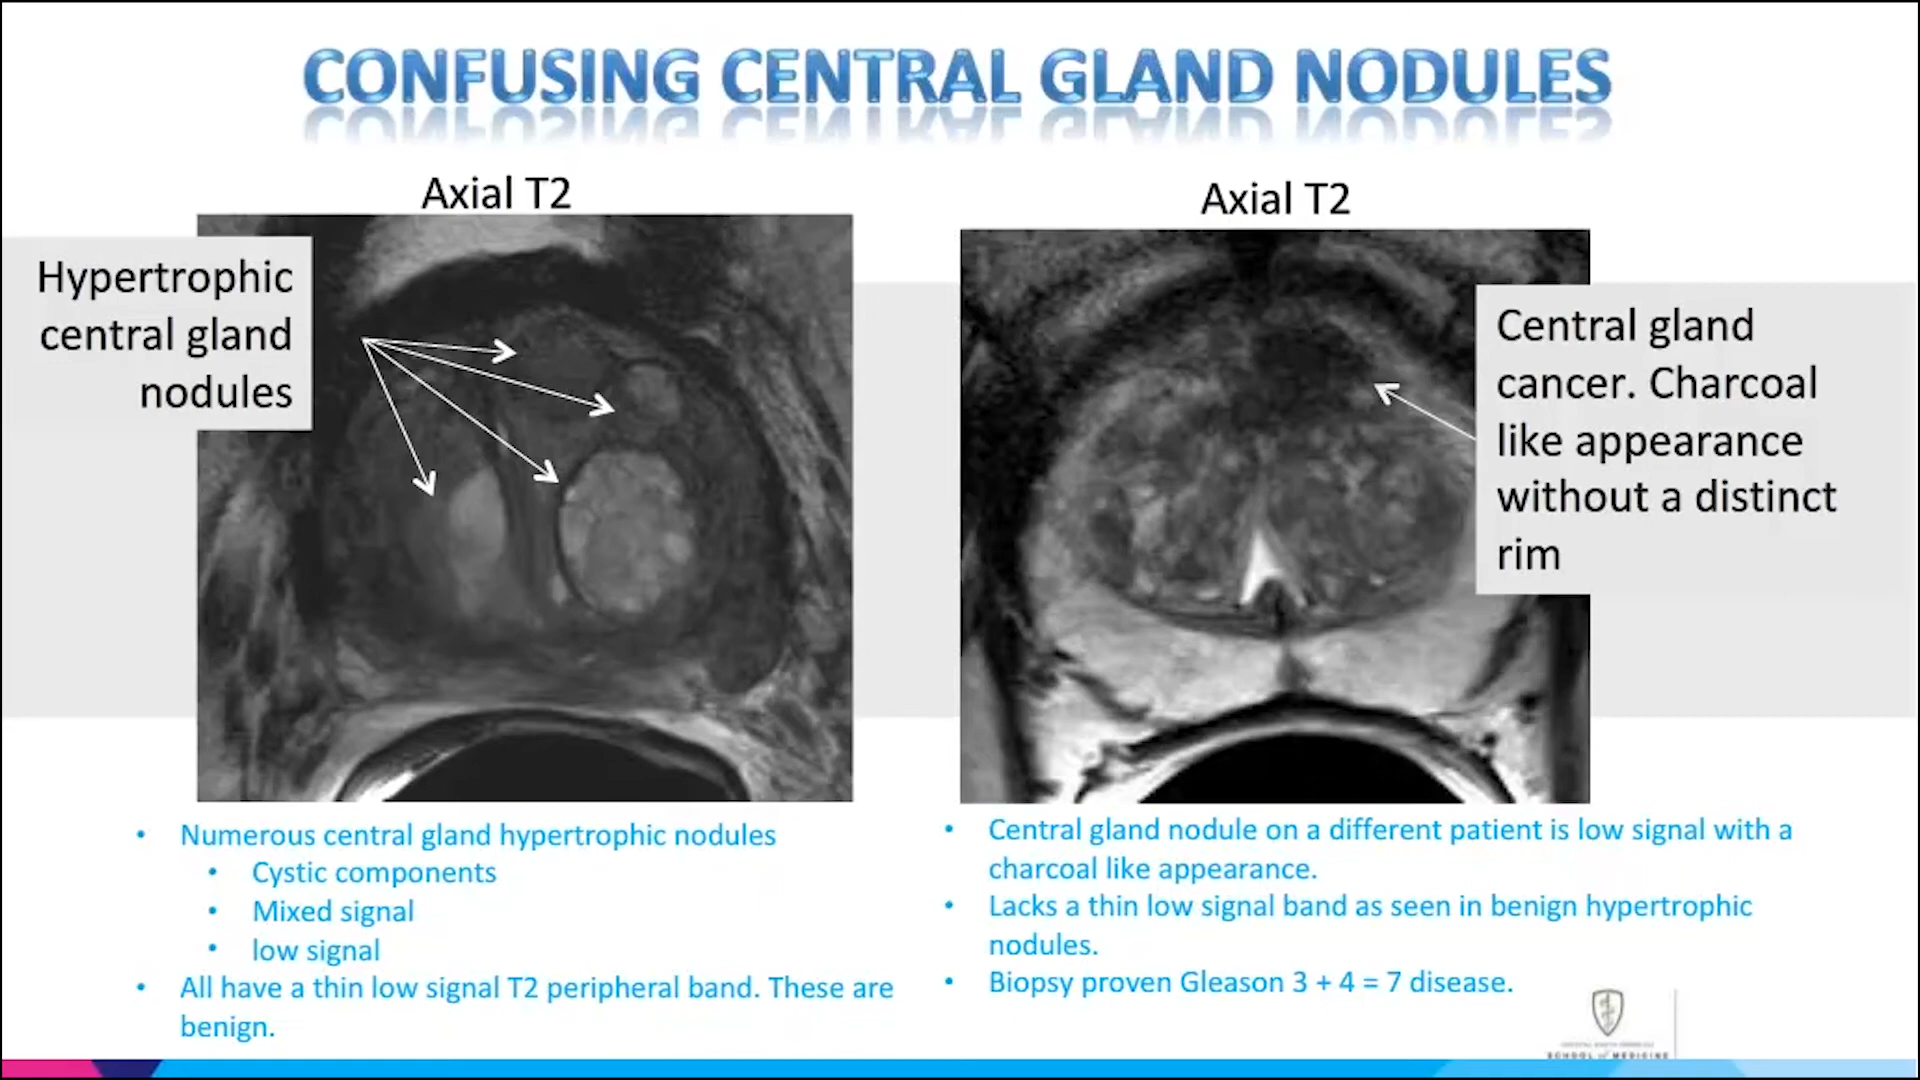 CONFUSING CENTRAL GLAND NODULES
Axial T2
Hypertrophic
central gland
nodules
Axial T2
Central gland
cancer. Charcoal
like appearance
without a distinct
rim
• Numerous central gland hypertrophic nodules
• Cystic components
• Mixed signal
• low signal
• All have a thin low signal T2 peripheral band. These are
benign.
• Central gland nodule on a different patient is low signal with a
charcoal like appearance.
• Lacks a thin low signal band as seen in benign hypertrophic
nodules.
• Biopsy proven Gleason 3 + 4 = 7 disease.
SCHOOL of MEDICINE